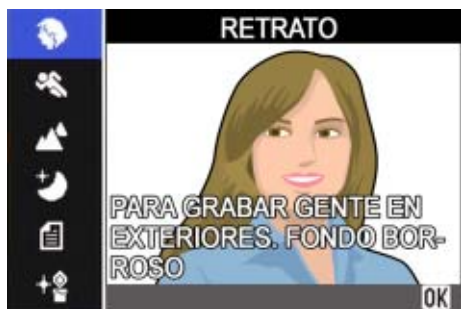 RETRATO
PARA GRABAR GENTE EN
EXTERIORES. FONDO BOR-
ROSO
OK